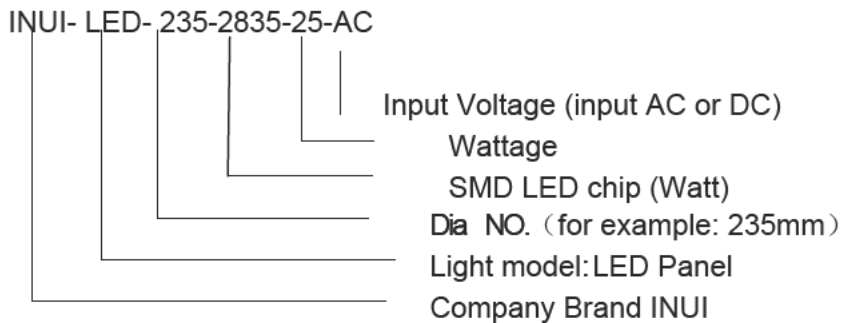 INUI- LED- 235-2835-25-AC
Input Voltage (input AC or DC)
Wattage
SMD LED chip (Watt)
Dia NO.（for example: 235mm）
Light model:LED Panel
Company Brand INUI